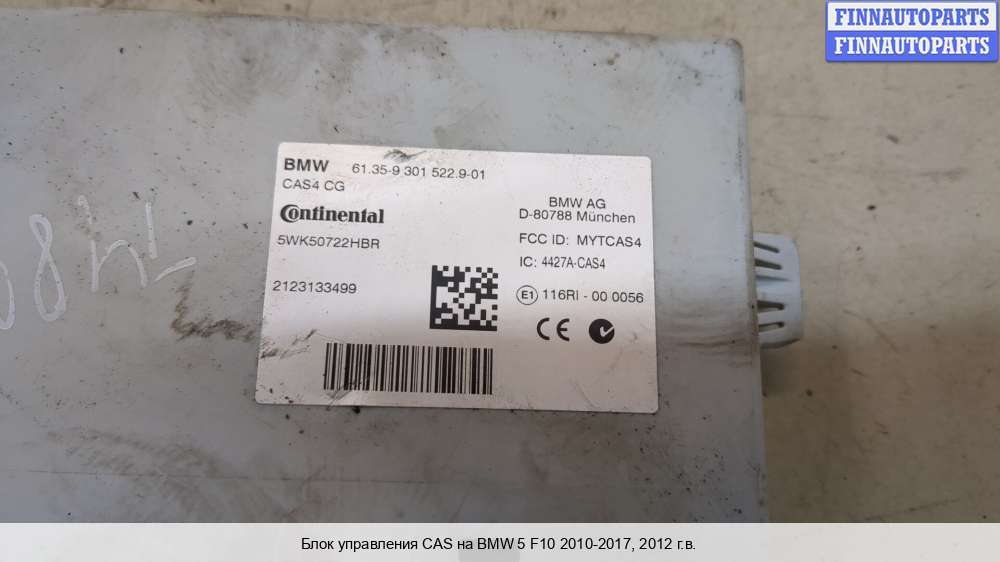 FINNAUTOPARTS
FINNAUTOPARTS
BMW 61.35-9 301 522.9-01
CAS4 CG
Continental
5WK50722HBR
2123133499
BMW AG
D-80788 München
FCC ID: MYTCAS4
IC: 4427A-CAS4
E1 116RI - 00 0056
CE
Блок управления CAS на BMW 5 F10 2010-2017, 2012 г.в.